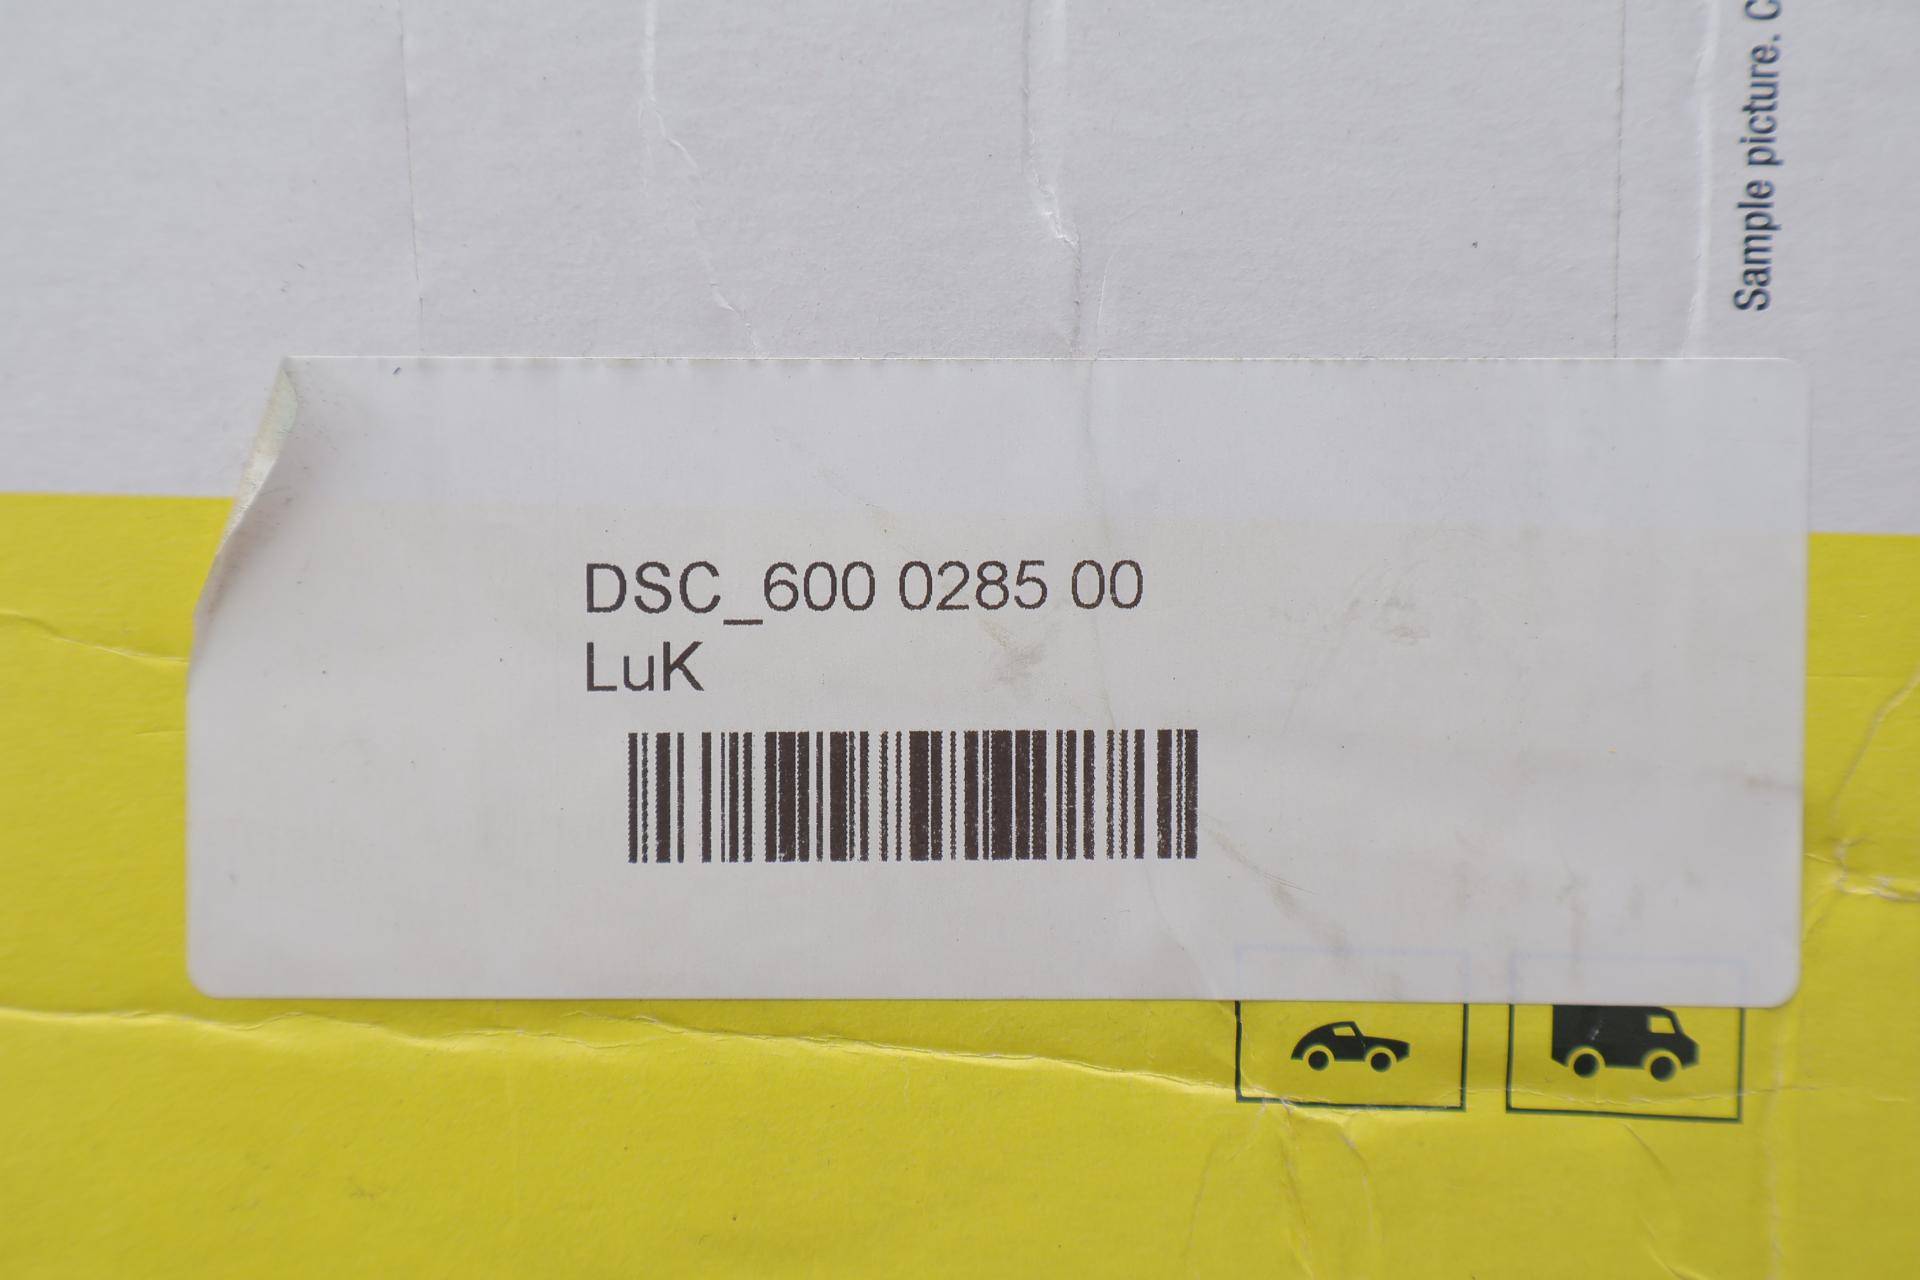 Sample picture. C
DSC_600 0285 00
LuK